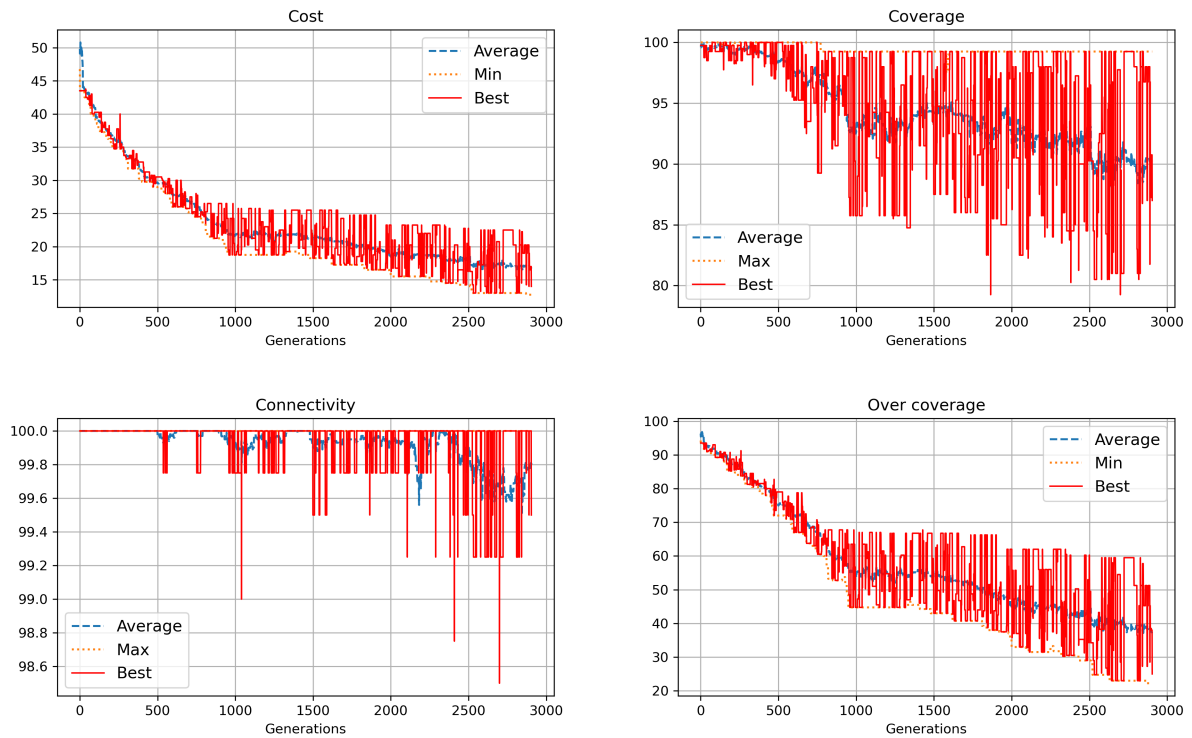 Cost
50
45
40
35
30
25
20
15
Average
Min
Best
0 500 1000 1500 2000 2500 3000
Generations
Coverage
100
95
90
85
80
Average
Max
Best
0 500 1000 1500 2000 2500 3000
Generations
Connectivity
100.0
99.8
99.6
99.4
99.2
99.0
98.8
98.6
Average
Max
Best
0 500 1000 1500 2000 2500 3000
Generations
Over coverage
100
90
80
70
60
50
40
30
20
Average
Min
Best
0 500 1000 1500 2000 2500 3000
Generations